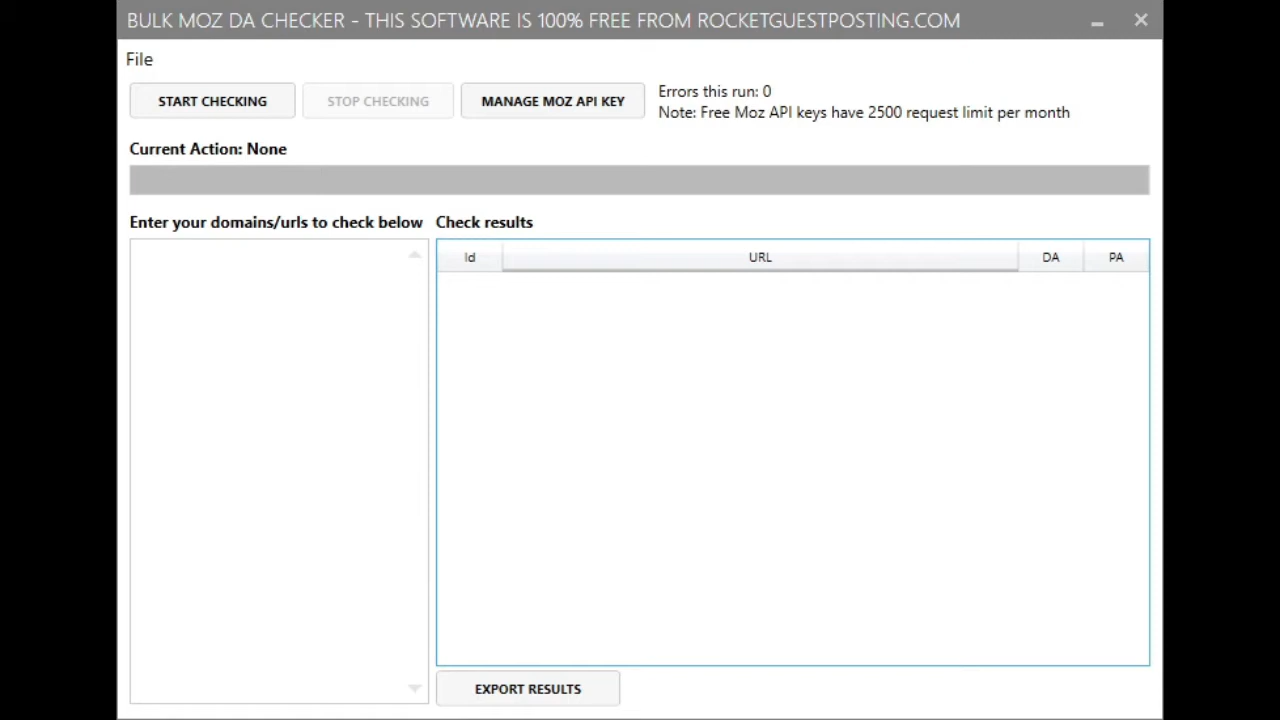 BULK MOZ DA CHECKER - THIS SOFTWARE IS 100% FREE FROM ROCKETGUESTPOSTING.COM
File
START CHECKING
STOP CHECKING
MANAGE MOZ API KEY
Errors this run: 0
Note: Free Moz API keys have 2500 request limit per month
Current Action: None
Enter your domains/urls to check below
Check results
Id
URL
DA
PA
EXPORT RESULTS